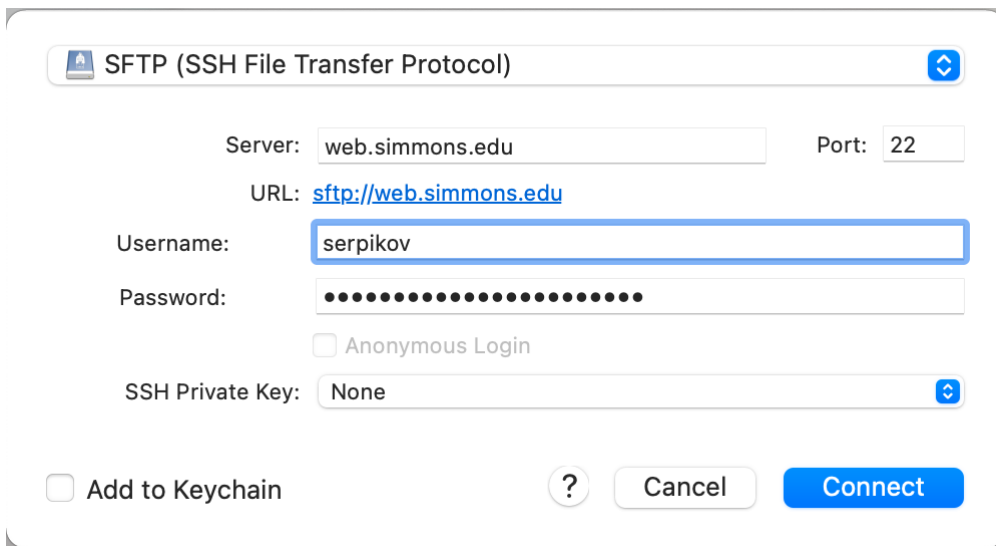 SFTP (SSH File Transfer Protocol)
Server: web.simmons.edu Port: 22
URL: sftp://web.simmons.edu
Username: serpikov
Password: •••••••••••••••••••••••
Anonymous Login
SSH Private Key: None
Add to Keychain ? Cancel Connect